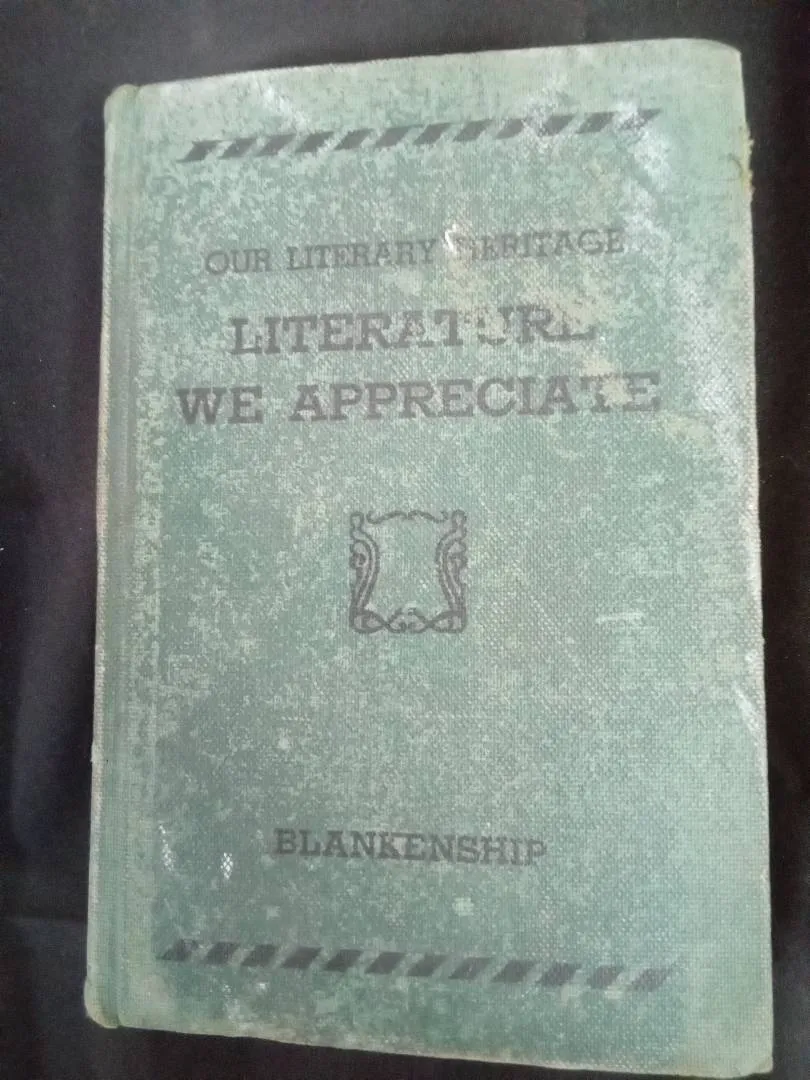 OUR LITERARY HERITAGE
LITERATURE
WE APPRECIATE
BLANKENSHIP